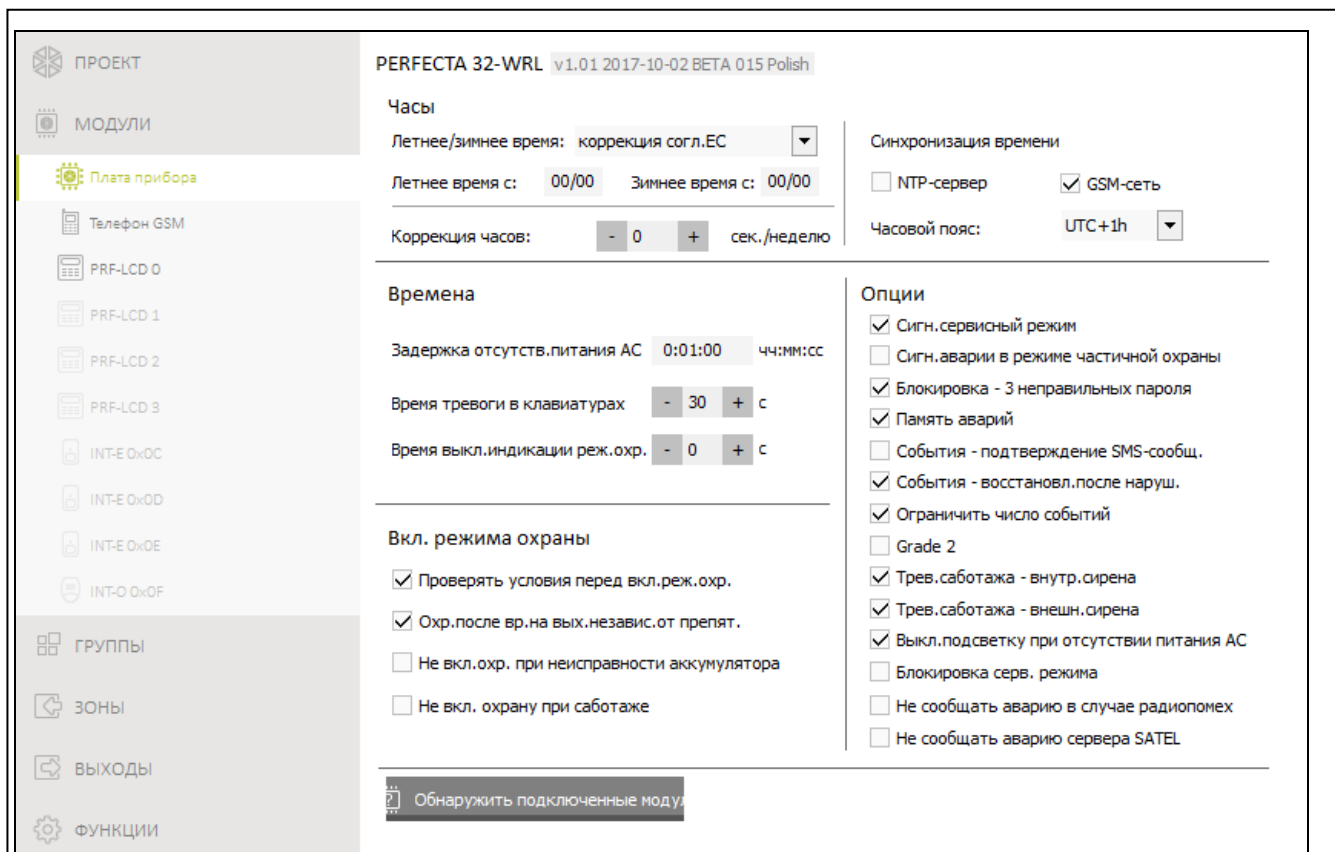 ПРОЕКТ
МОДУЛИ
Плата прибора
Телефон GSM
PRF-LCD 0
PRF-LCD 1
PRF-LCD 2
PRF-LCD 3
INT-E 0x0C
INT-E 0x0D
INT-E 0x0E
INT-O 0x0F
ГРУППЫ
ЗОНЫ
ВЫХОДЫ
ФУНКЦИИ
PERFECTA 32-WRL v1.01 2017-10-02 BETA 015 Polish
Часы
Летнее/зимнее время: коррекция согл.ЕС
Летнее время с: 00/00 Зимнее время с: 00/00
Коррекция часов: - 0 + сек./неделю
Синхронизация времени
NTP-сервер GSM-сеть
Часовой пояс: UTC+1h
Времена
Задержка отсутств.питания АС 0:01:00 чч:мм:сс
Время тревоги в клавиатурах - 30 + с
Время выкл.индикации реж.охр. - 0 + с
Вкл. режима охраны
Проверять условия перед вкл.реж.охр.
Охр.после вр.на вых.независ.от препят.
Не вкл.охр. при неисправности аккумулятора
Не вкл. охрану при саботаже
Опции
Сигн.сервисный режим
Сигн.аварии в режиме частичной охраны
Блокировка - 3 неправильных пароля
Память аварий
События - подтверждение SMS-сообщ.
События - восстановл.после наруш.
Ограничить число событий
Grade 2
Трев.саботажа - внутр.сирена
Трев.саботажа - внешн.сирена
Выкл.подсветку при отсутствии питания АС
Блокировка серв. режима
Не сообщать аварию в случае радиопомех
Не сообщать аварию сервера SATEL
Обнаружить подключенные моду